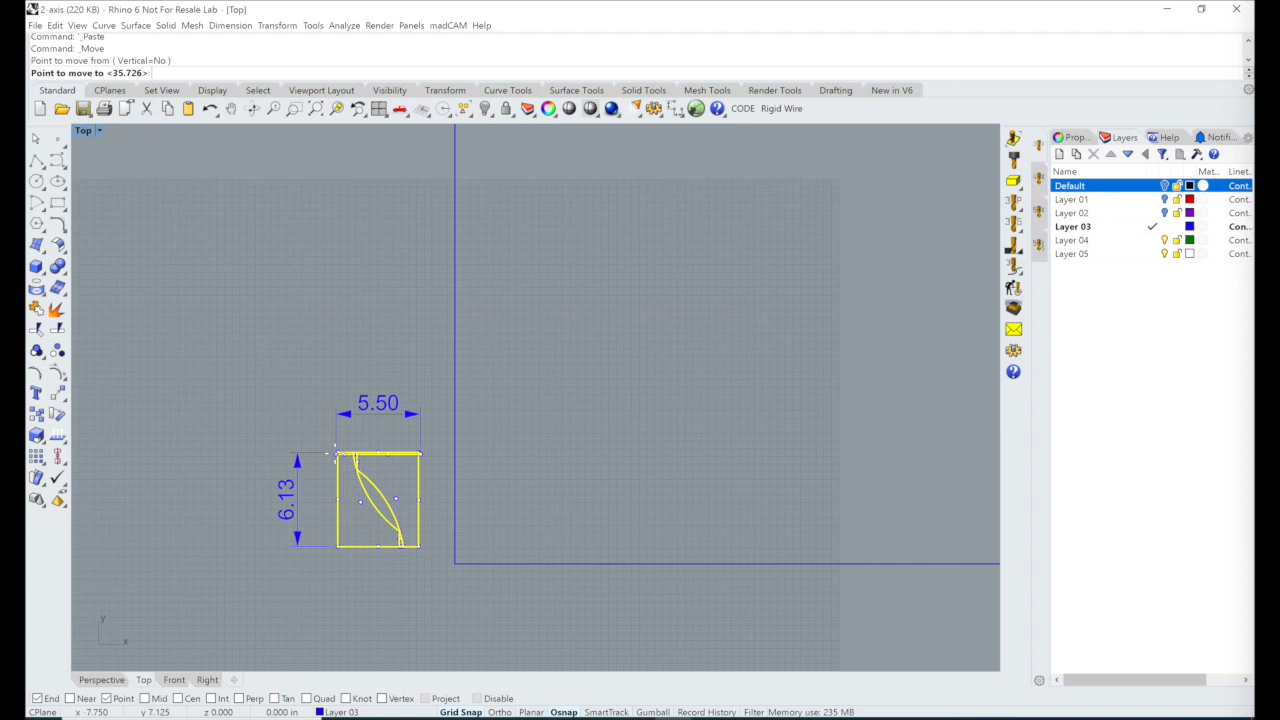 2-axis (220 KB) - Rhino 6 Not For Resale Lab - [Top]
File Edit View Curve Surface Solid Mesh Dimension Transform Tools Analyze Render Panels madCAM Help
Command: '_Paste
Command: _Move
Point to move from ( Vertical=No )
Point to move to <35.726>:
Standard CPlanes Set View Display Select Viewport Layout Visibility Transform Curve Tools Surface Tools Solid Tools Mesh Tools Render Tools Drafting New in V6
CODE Rigid Wire
Top
Prop... Layers Help Notifi...
Name Mat... Linet...
Default Cont...
Layer 01 Cont...
Layer 02 Cont...
Layer 03 Con...
Layer 04 Cont...
Layer 05 Cont...
5.50
6.13
y
x
Perspective Top Front Right
End Near Point Mid Cen Int Perp Tan Quad Knot Vertex Project Disable
CPlane x -7.750 y 7.125 z 0.000 0.000 in Layer 03 Grid Snap Ortho Planar Osnap SmartTrack Gumball Record History Filter Memory use: 235 MB